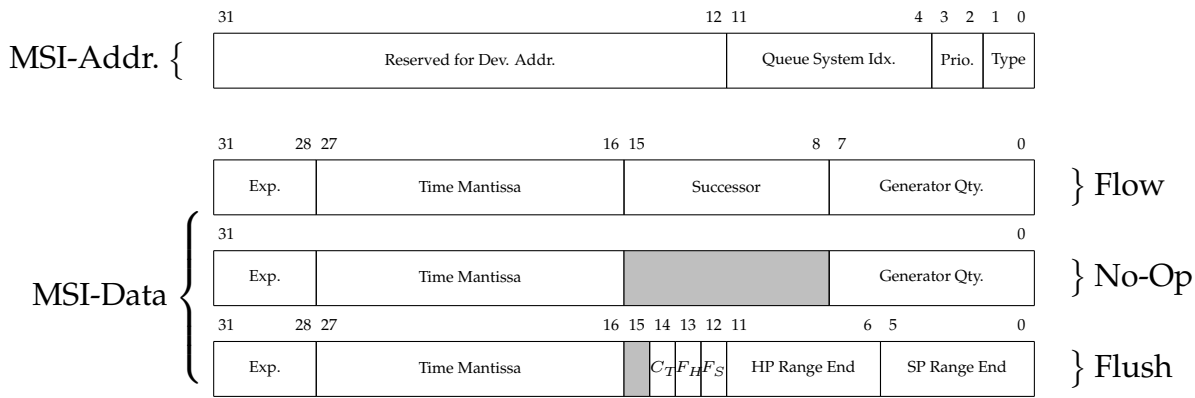 31 12 11 4 3 2 1 0
MSI-Addr. { Reserved for Dev. Addr. Queue System Idx. Prio. Type
31 28 27 16 15 8 7 0
Exp. Time Mantissa Successor Generator Qty. } Flow
31 0
MSI-Data { Exp. Time Mantissa Generator Qty. } No-Op
31 28 27 16 15 14 13 12 11 6 5 0
Exp. Time Mantissa C_T F_H F_S HP Range End SP Range End } Flush